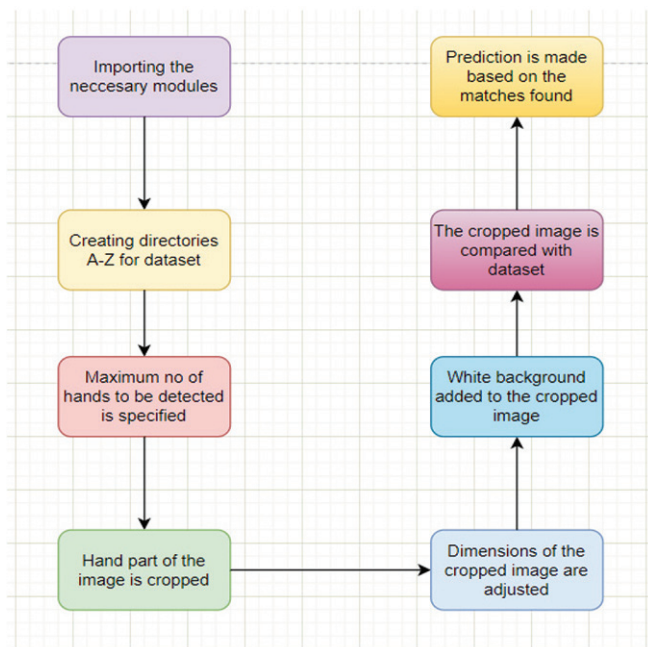 Importing the
neccesary modules
Creating directories
A-Z for dataset
Maximum no of
hands to be detected
is specified
Hand part of the
image is cropped
Dimensions of the
cropped image are
adjusted
White background
added to the cropped
image
The cropped image is
compared with
dataset
Prediction is made
based on the
matches found